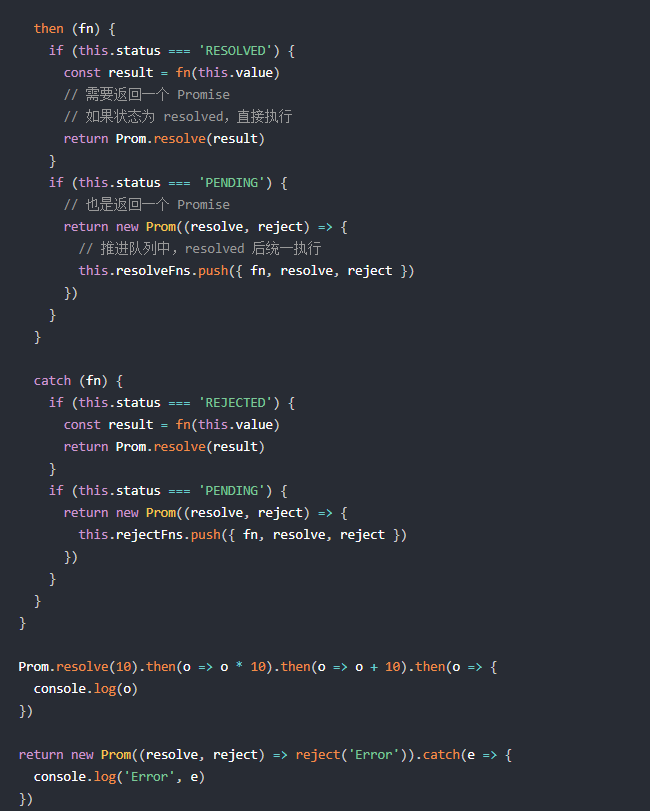 then (fn) {
if (this.status === 'RESOLVED') {
const result = fn(this.value)
// 需要返回一个 Promise
// 如果状态为 resolved，直接执行
return Prom.resolve(result)
}
if (this.status === 'PENDING') {
// 也是返回一个 Promise
return new Prom((resolve, reject) => {
// 推进队列中，resolved 后统一执行
this.resolveFns.push({ fn, resolve, reject })
})
}
}
catch (fn) {
if (this.status === 'REJECTED') {
const result = fn(this.value)
return Prom.resolve(result)
}
if (this.status === 'PENDING') {
return new Prom((resolve, reject) => {
this.rejectFns.push({ fn, resolve, reject })
})
}
}
}
Prom.resolve(10).then(o => o * 10).then(o => o + 10).then(o => {
console.log(o)
})
return new Prom((resolve, reject) => reject('Error')).catch(e => {
console.log('Error', e)
})